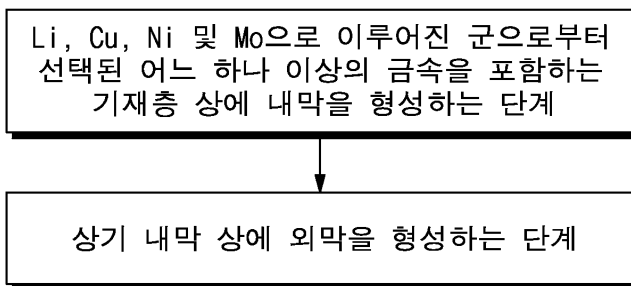 Li, Cu, Ni 및 Mo으로 이루어진 군으로부터
선택된 어느 하나 이상의 금속을 포함하는
기재층 상에 내막을 형성하는 단계
상기 내막 상에 외막을 형성하는 단계